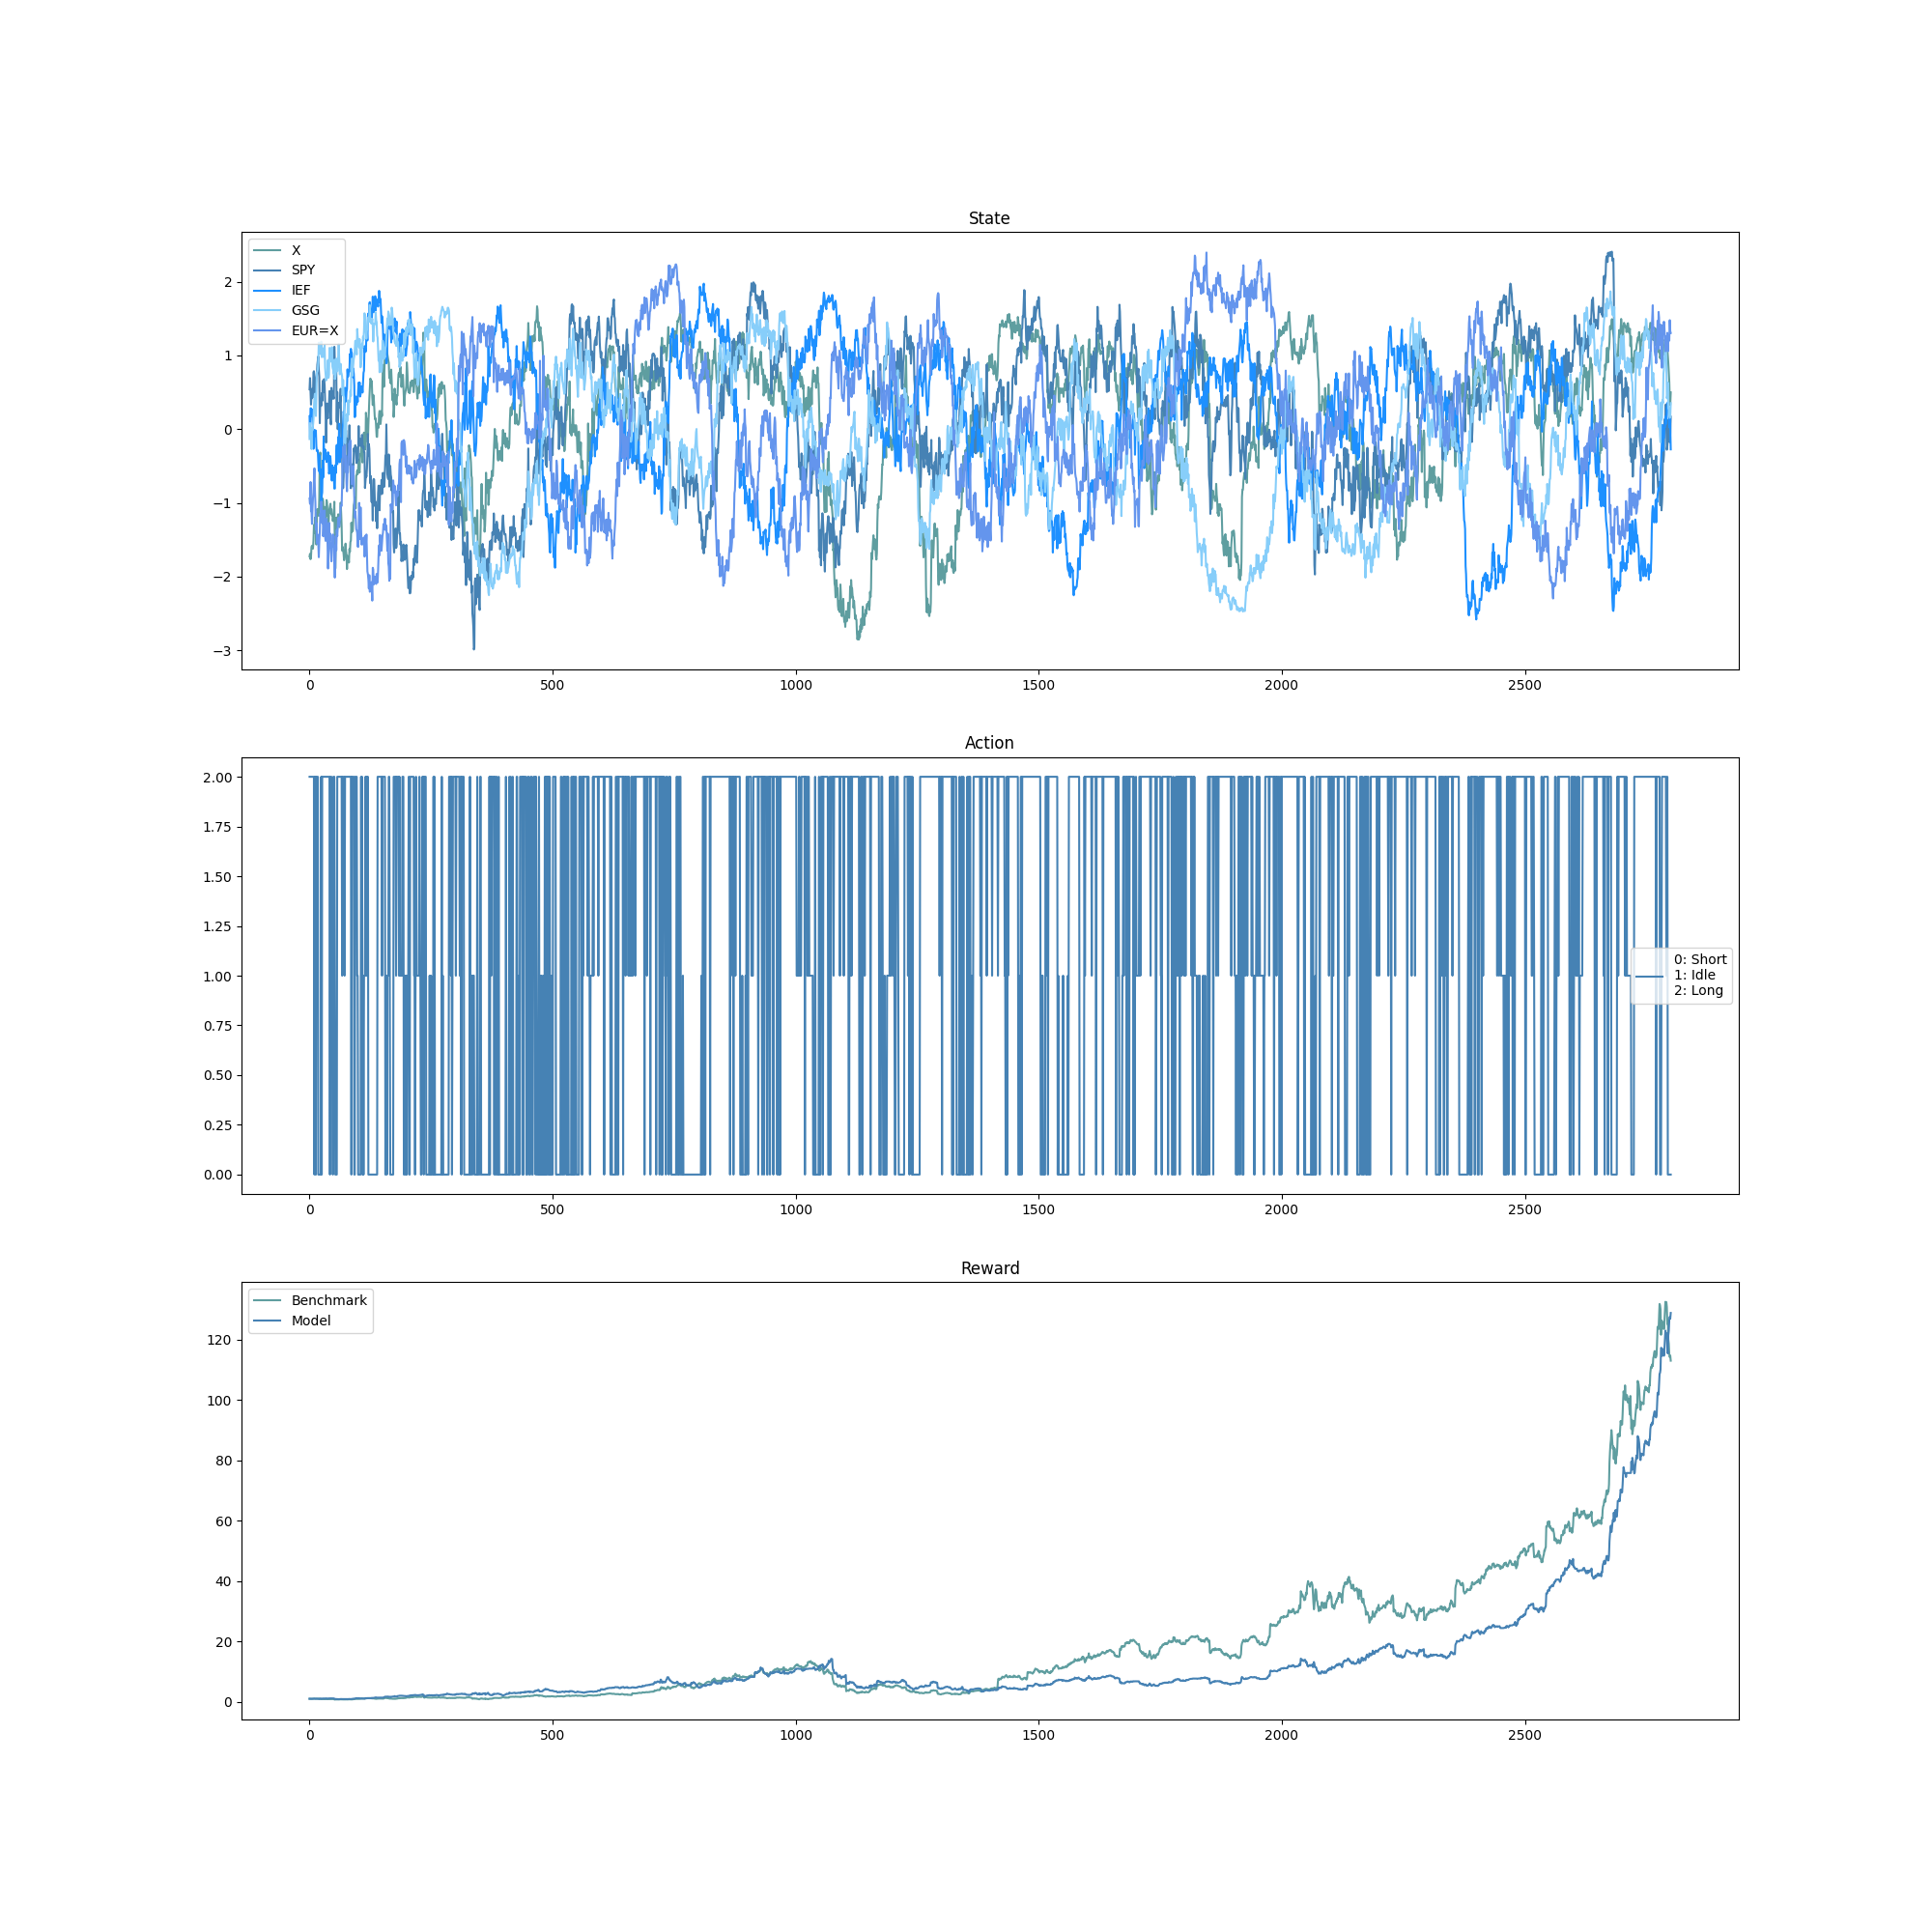 State
X
SPY
IEF
GSG
EUR=X
2
1
0
−1
−2
−3
0 500 1000 1500 2000 2500
Action
2.00
1.75
1.50
1.25
1.00
0.75
0.50
0.25
0.00
0: Short
1: Idle
2: Long
0 500 1000 1500 2000 2500
Reward
Benchmark
Model
120
100
80
60
40
20
0
0 500 1000 1500 2000 2500